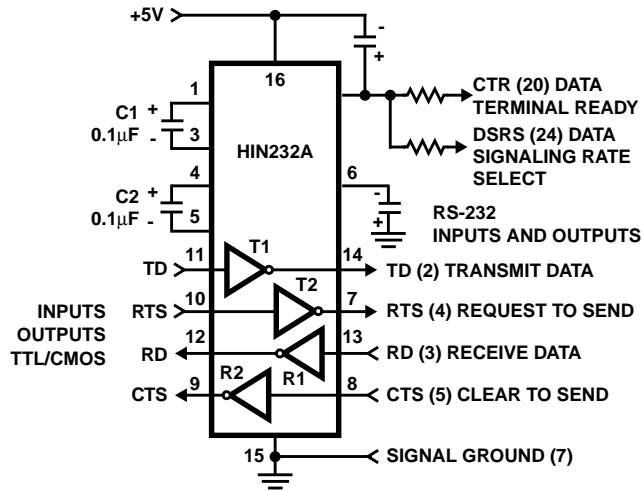 +5V
-
+
16
1
C1
+
0.1μF
-
3
HIN232A
CTR (20) DATA
TERMINAL READY
DSRS (24) DATA
SIGNALING RATE
SELECT
4
C2
+
0.1μF
-
5
6
-
+
RS-232
INPUTS AND OUTPUTS
TD
11
T1
14
TD (2) TRANSMIT DATA
INPUTS
OUTPUTS
TTL/CMOS
RTS
10
T2
7
RTS (4) REQUEST TO SEND
RD
12
R1
13
RD (3) RECEIVE DATA
CTS
9
R2
8
CTS (5) CLEAR TO SEND
15
SIGNAL GROUND (7)